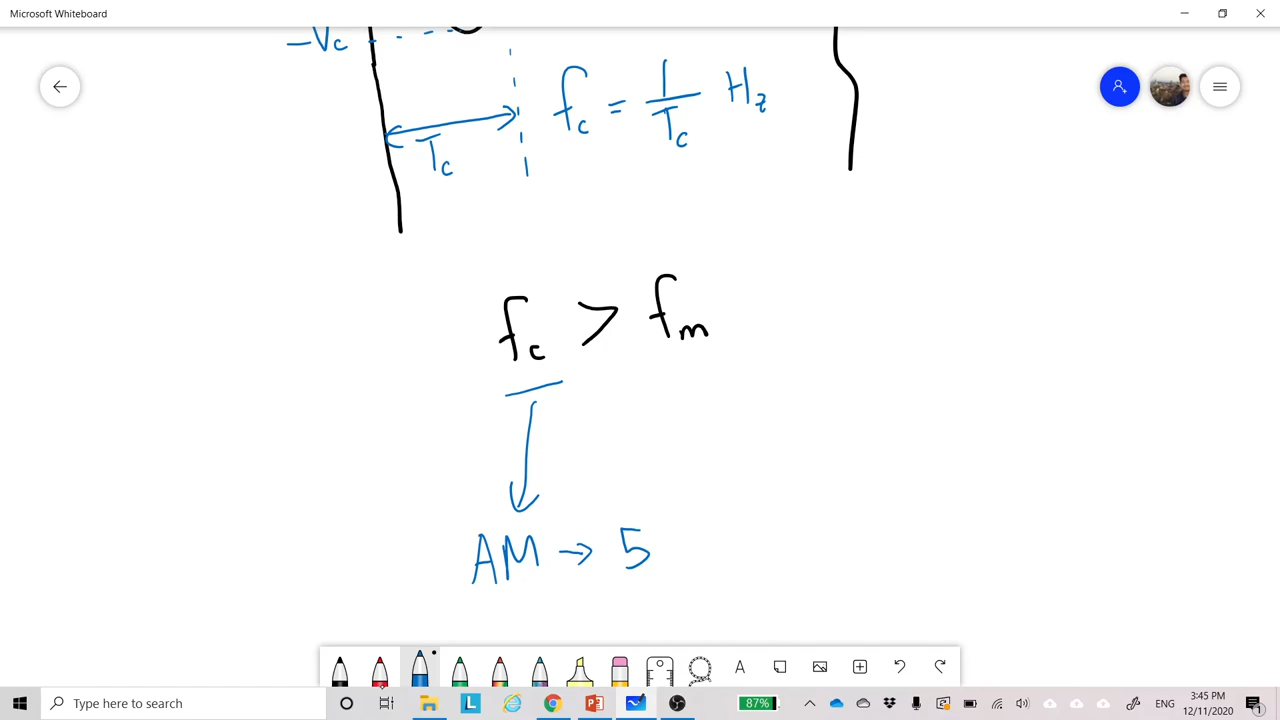 Microsoft Whiteboard
-Vc
fc = 1/Tc Hz
Tc
fc > fm
AM → 5
A
Type here to search
L
87%
ENG
3:45 PM
12/11/2020
1